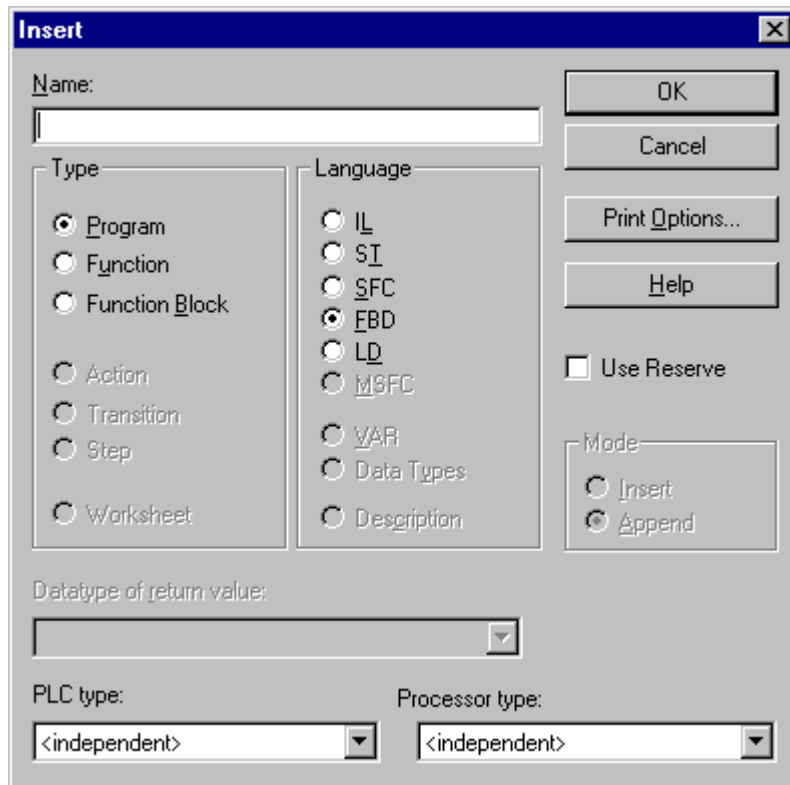 Insert
Name:
OK
Cancel
Print Options...
Help
Type
Program
Function
Function Block
Action
Transition
Step
Worksheet
Language
IL
ST
SFC
FBD
LD
MSFC
VAR
Data Types
Description
Use Reserve
Mode
Insert
Append
Datatype of return value:
PLC type:
<independent>
Processor type:
<independent>